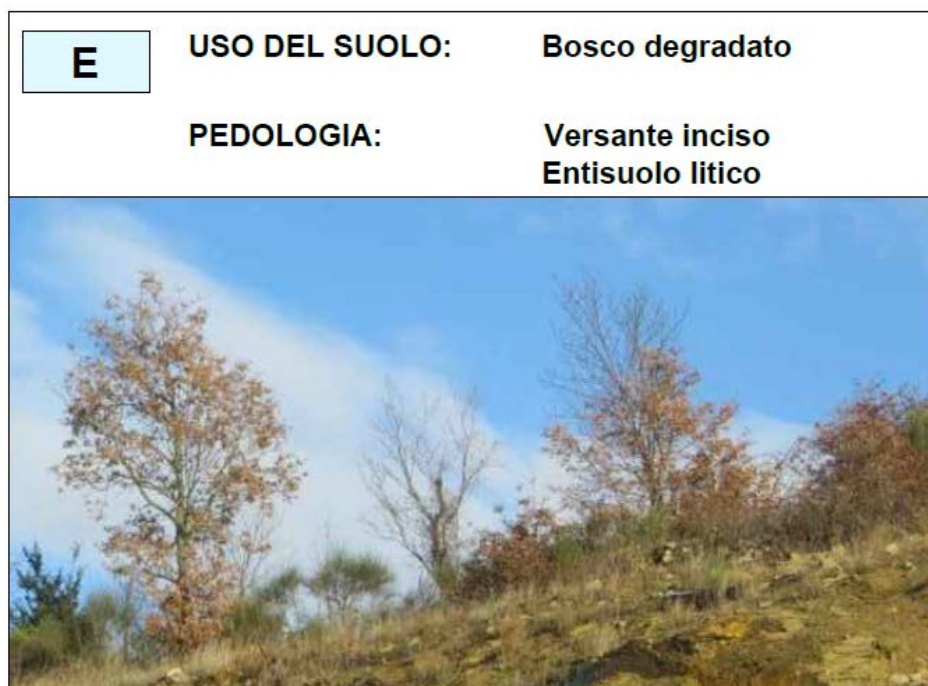 E
USO DEL SUOLO: Bosco degradato
PEDOLOGIA: Versante inciso
Entisuolo litico